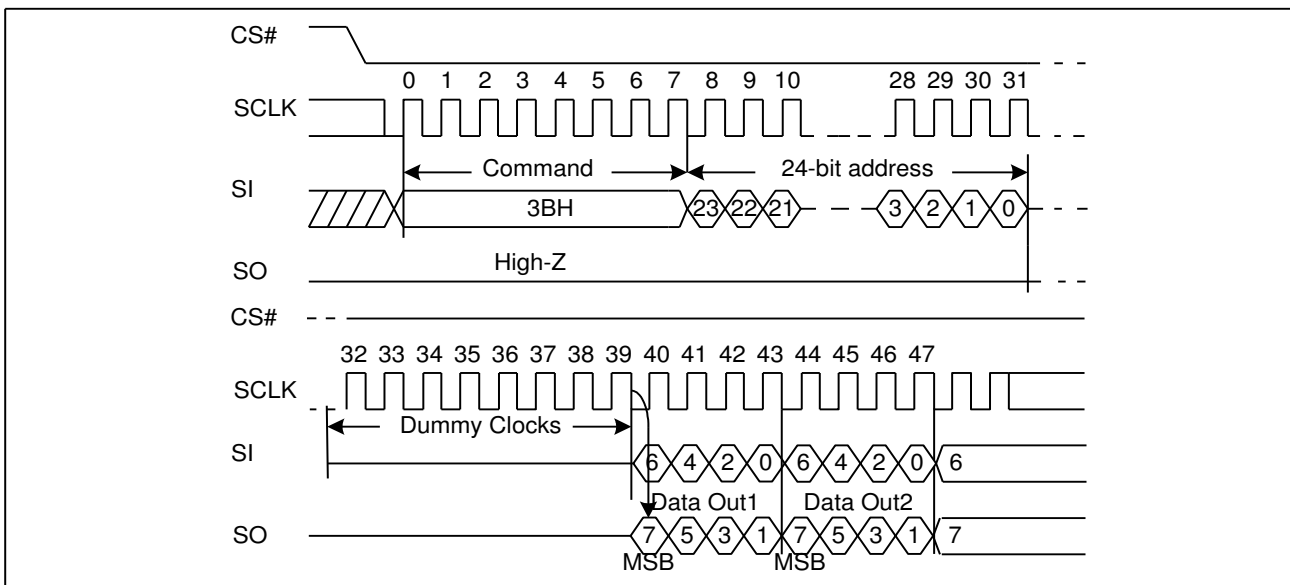 CS#
0 1 2 3 4 5 6 7 8 9 10 28 29 30 31
SCLK
Command 24-bit address
SI
3BH 23 22 21 3 2 1 0
High-Z
SO
CS#
32 33 34 35 36 37 38 39 40 41 42 43 44 45 46 47
SCLK
Dummy Clocks
SI
6 4 2 0 6 4 2 0 6
Data Out1 Data Out2
SO
7 5 3 1 7 5 3 1 7
MSB MSB